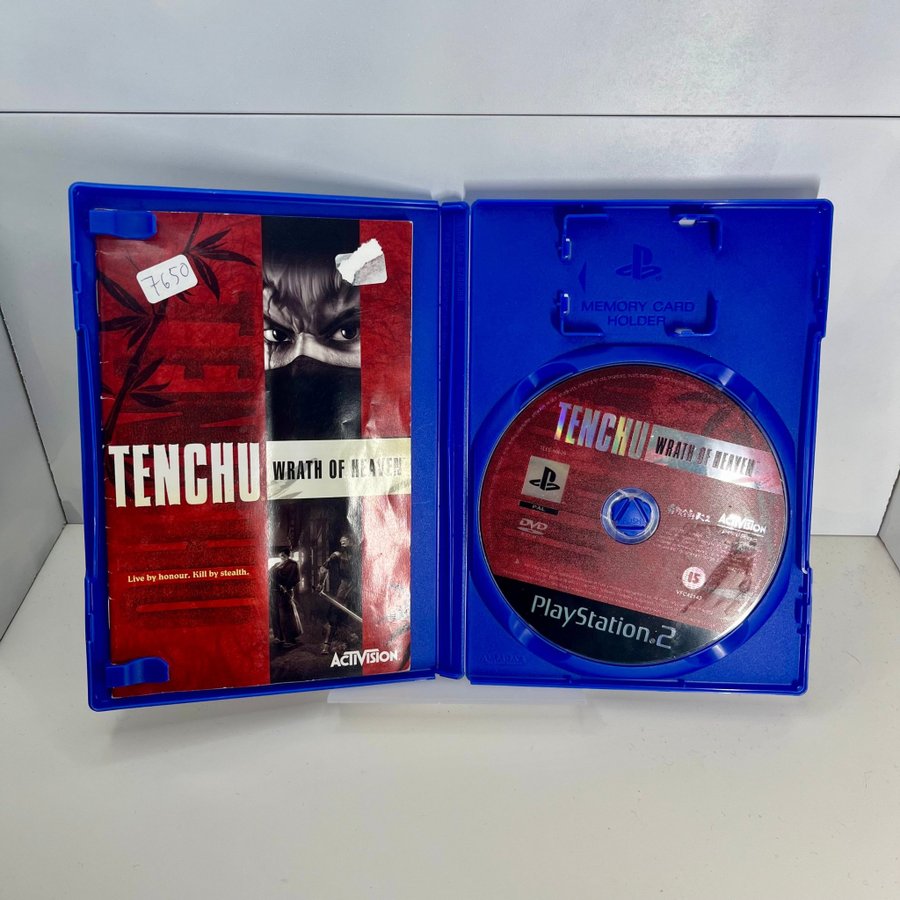 7650
TENCHU
WRATH OF HEAVEN
Live by honour. Kill by stealth.
ACTIVISION
MEMORY CARD
HOLDER
TENCHU
WRATH OF HEAVEN
PAL
DVD
ACTIVISION
15
PlayStation 2